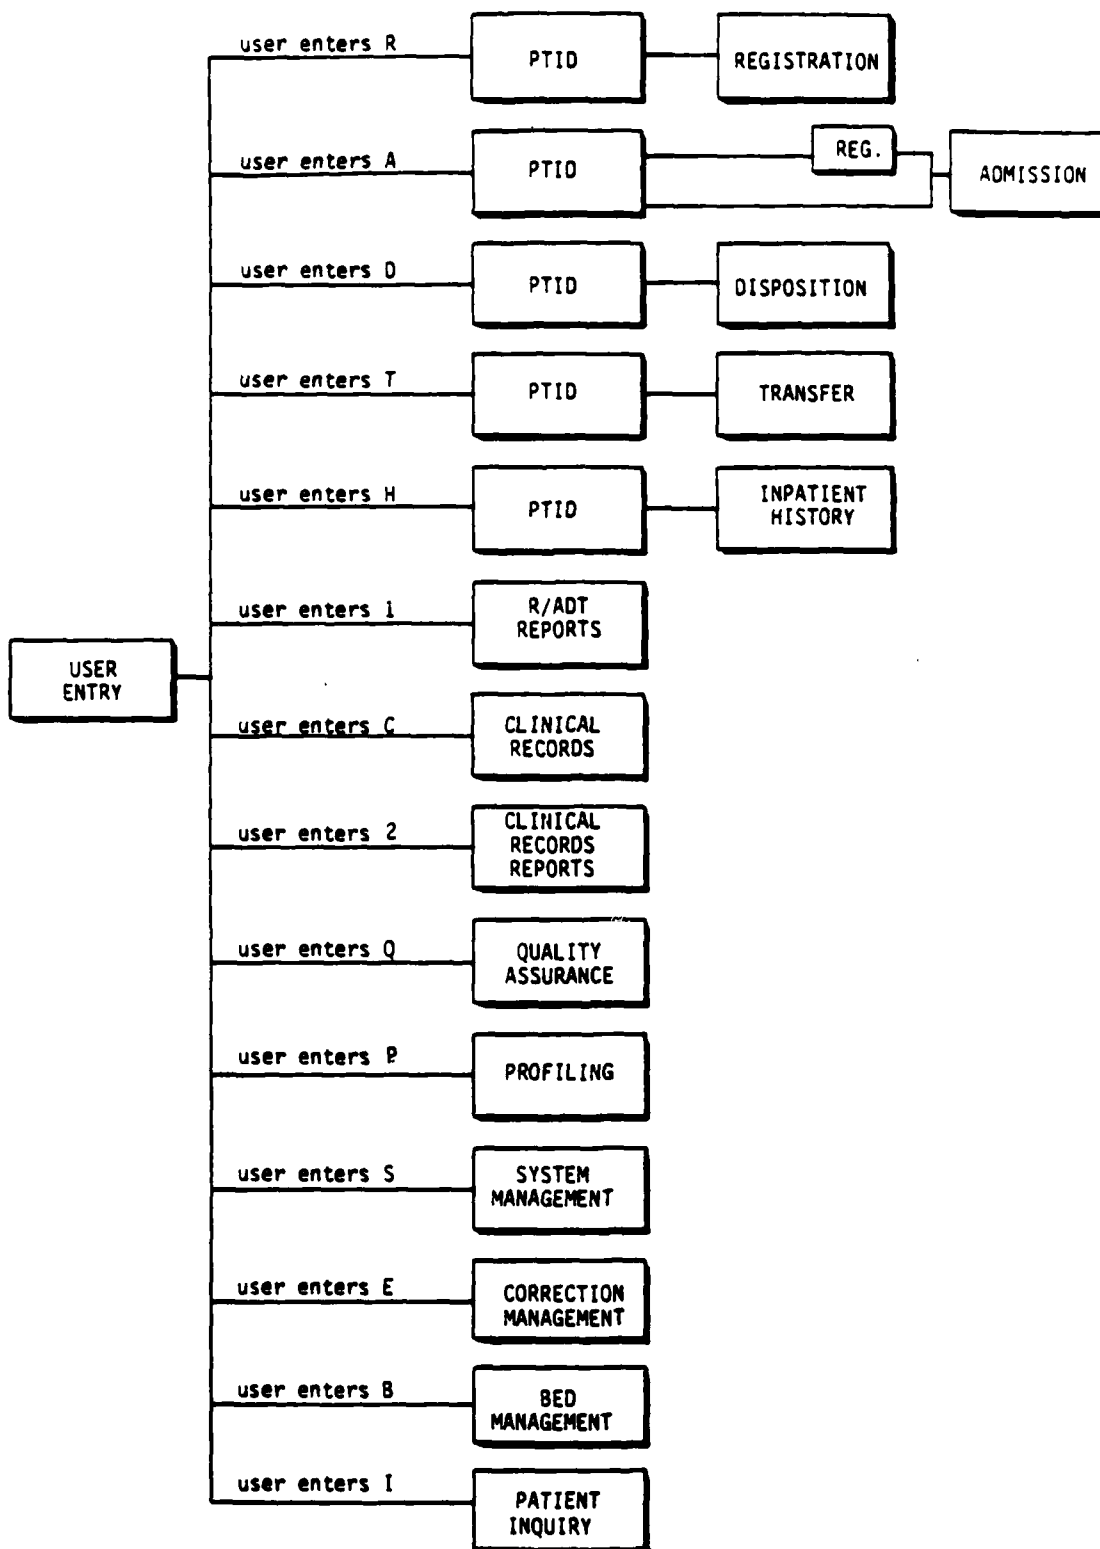 user enters R
PTID
REGISTRATION
user enters A
PTID
REG.
ADMISSION
user enters D
PTID
DISPOSITION
user enters T
PTID
TRANSFER
user enters H
PTID
INPATIENT
HISTORY
user enters 1
R/ADT
REPORTS
USER
ENTRY
user enters C
CLINICAL
RECORDS
user enters 2
CLINICAL
RECORDS
REPORTS
user enters Q
QUALITY
ASSURANCE
user enters P
PROFILING
user enters S
SYSTEM
MANAGEMENT
user enters E
CORRECTION
MANAGEMENT
user enters B
BED
MANAGEMENT
user enters I
PATIENT
INQUIRY